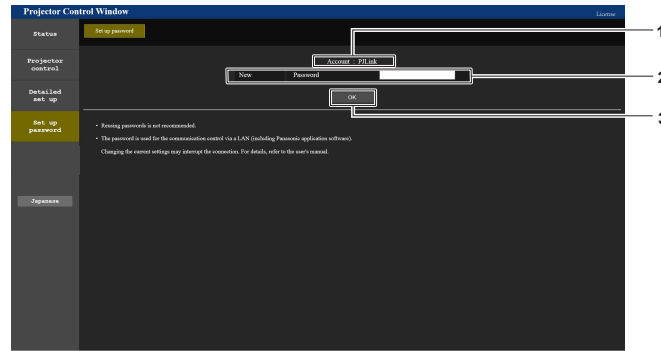 Projector Control Window
License
Status
Set up password
1
Projector
control
Account : PJLink
New Password
2
Detailed
set up
OK
3
Set up
password
• Reusing passwords is not recommended.
• The password is used for the communication control via a LAN (including Panasonic application software).
Changing the current settings may interrupt the connection. For details, refer to the user's manual.
Japanese